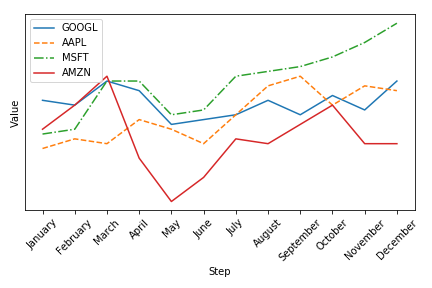 GOOGL
AAPL
MSFT
AMZN
Value
January
February
March
April
May
June
July
August
September
October
November
December
Step